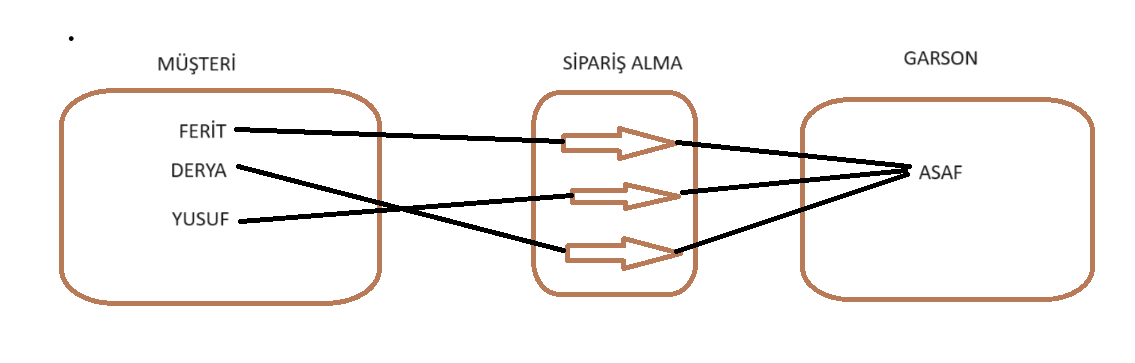 MÜŞTERİ
SİPARİŞ ALMA
GARSON
FERİT
DERYA
YUSUF
ASAF